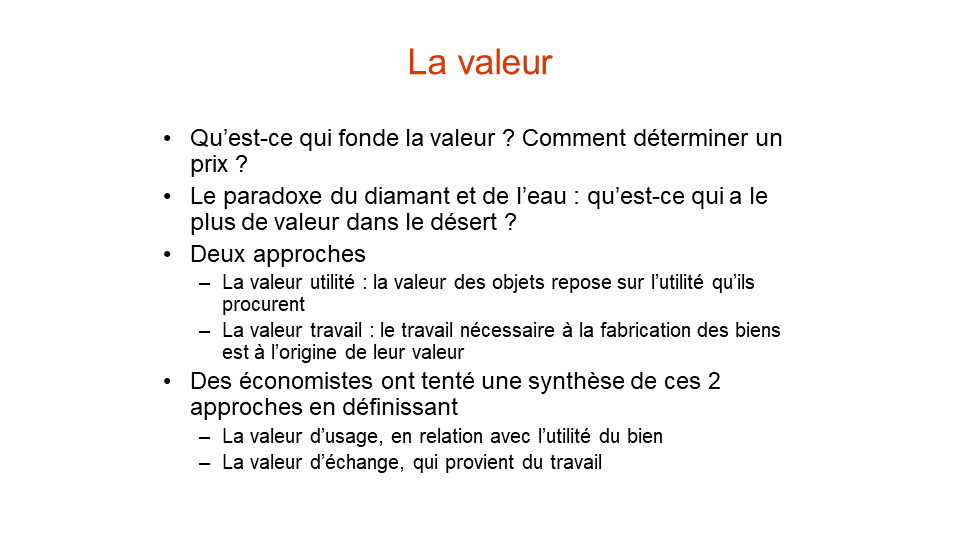 La valeur
• Qu’est-ce qui fonde la valeur ? Comment déterminer un
prix ?
• Le paradoxe du diamant et de l’eau : qu’est-ce qui a le
plus de valeur dans le désert ?
• Deux approches
– La valeur utilité : la valeur des objets repose sur l’utilité qu’ils
procurent
– La valeur travail : le travail nécessaire à la fabrication des biens
est à l’origine de leur valeur
• Des économistes ont tenté une synthèse de ces 2
approches en définissant
– La valeur d’usage, en relation avec l’utilité du bien
– La valeur d’échange, qui provient du travail